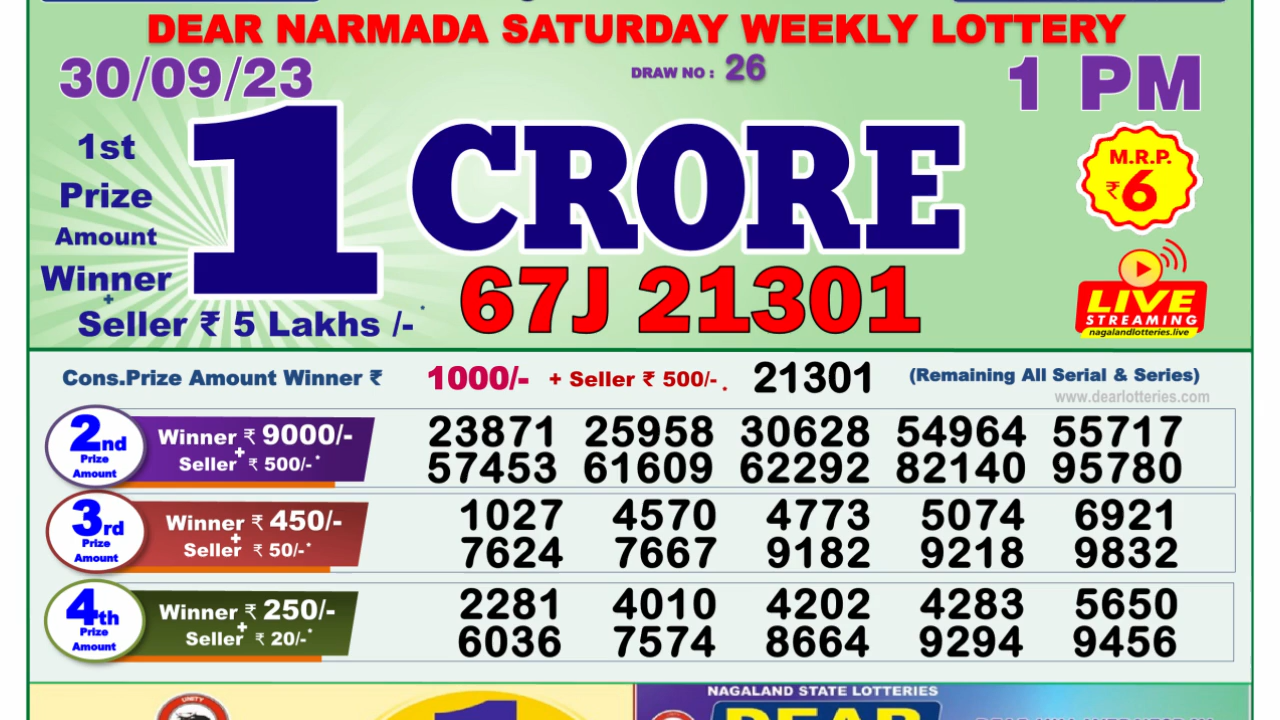 DEAR NARMADA SATURDAY WEEKLY LOTTERY
30/09/23 DRAW NO : 26 1 PM
1st
Prize
Amount
Winner
+
Seller ₹ 5 Lakhs /- *
1 CRORE
67J 21301
M.R.P.
₹6
LIVE
STREAMING
nagalandlotteries.live
Cons.Prize Amount Winner ₹ 1000/- + Seller ₹ 500/- . 21301 (Remaining All Serial & Series)
www.dearlotteries.com
2nd
Prize
Amount
Winner ₹ 9000/-
+
Seller ₹ 500/-*
23871 25958 30628 54964 55717
57453 61609 62292 82140 95780
3rd
Prize
Amount
Winner ₹ 450/-
+
Seller ₹ 50/-*
1027 4570 4773 5074 6921
7624 7667 9182 9218 9832
4th
Prize
Amount
Winner ₹ 250/-
+
Seller ₹ 20/-*
2281 4010 4202 4283 5650
6036 7574 8664 9294 9456
UNITY
1
NAGALAND STATE LOTTERIES
DEAR